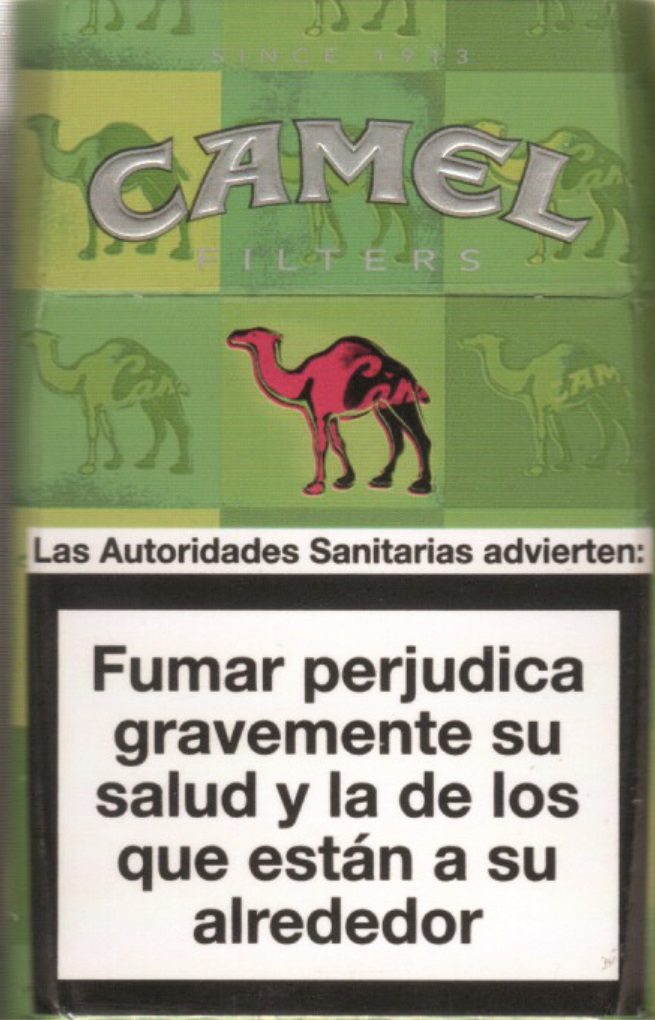 SINCE 1913
CAMEL
FILTERS
Las Autoridades Sanitarias advierten:
Fumar perjudica
gravemente su
salud y la de los
que están a su
alrededor